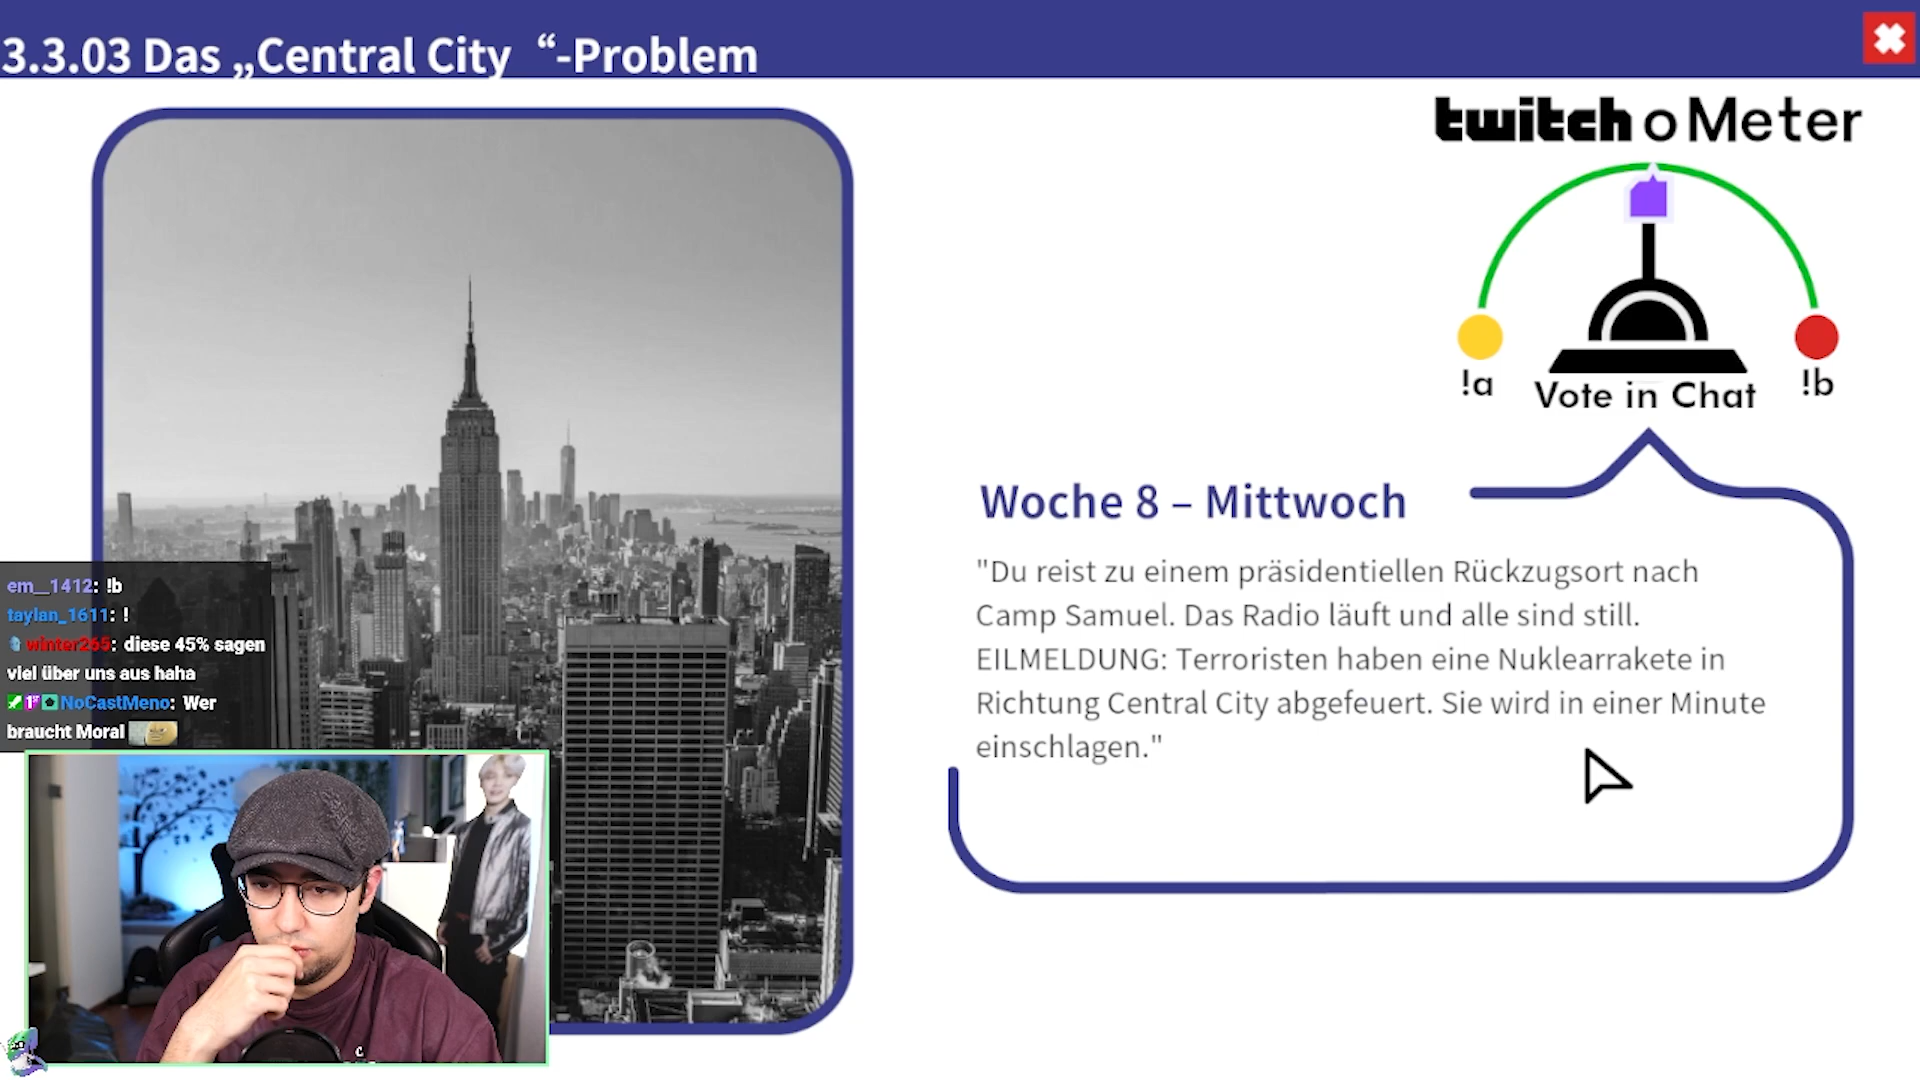 3.3.03 Das „Central City “-Problem
twitch o Meter
!a
Vote in Chat
!b
Woche 8 – Mittwoch
"Du reist zu einem präsidentiellen Rückzugsort nach
Camp Samuel. Das Radio läuft und alle sind still.
EILMELDUNG: Terroristen haben eine Nuklearrakete in
Richtung Central City abgefeuert. Sie wird in einer Minute
einschlagen."
em__1412: !b
taylan_1611: !
winter265: diese 45% sagen
viel über uns aus haha
NoCastMeno: Wer
braucht Moral